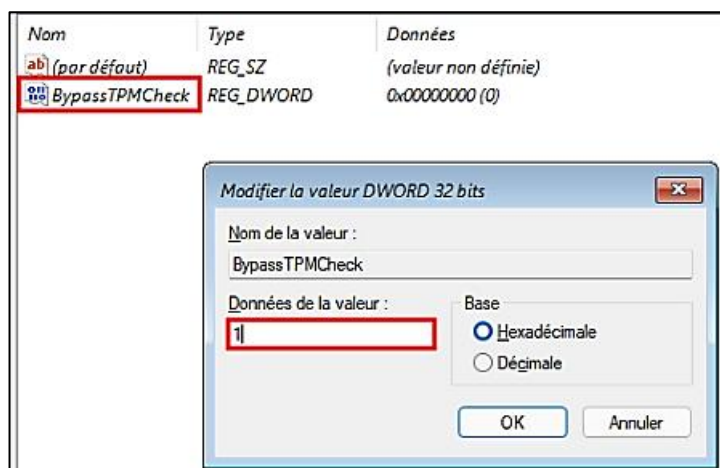 Nom Type Données
(par défaut) REG_SZ (valeur non définie)
BypassTPMCheck REG_DWORD 0x00000000 (0)
Modifier la valeur DWORD 32 bits
Nom de la valeur :
BypassTPMCheck
Données de la valeur : Base
1 Hexadécimale
Décimale
OK Annuler